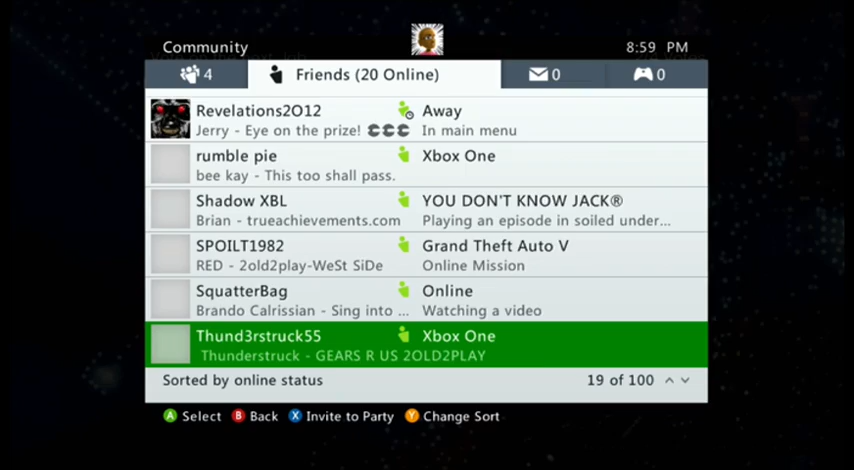 Community
8:59 PM
4
Friends (20 Online)
0
0
Revelations2O12
Away
Jerry - Eye on the prize!
In main menu
rumble pie
Xbox One
bee kay - This too shall pass.
Shadow XBL
YOU DON'T KNOW JACK®
Brian - trueachievements.com
Playing an episode in soiled under...
SPOILT1982
Grand Theft Auto V
RED - 2old2play-WeSt SiDe
Online Mission
SquatterBag
Online
Brando Calrissian - Sing into ...
Watching a video
Thund3rstruck55
Xbox One
Thunderstruck - GEARS R US 2OLD2PLAY
Sorted by online status
19 of 100
A Select B Back X Invite to Party Y Change Sort